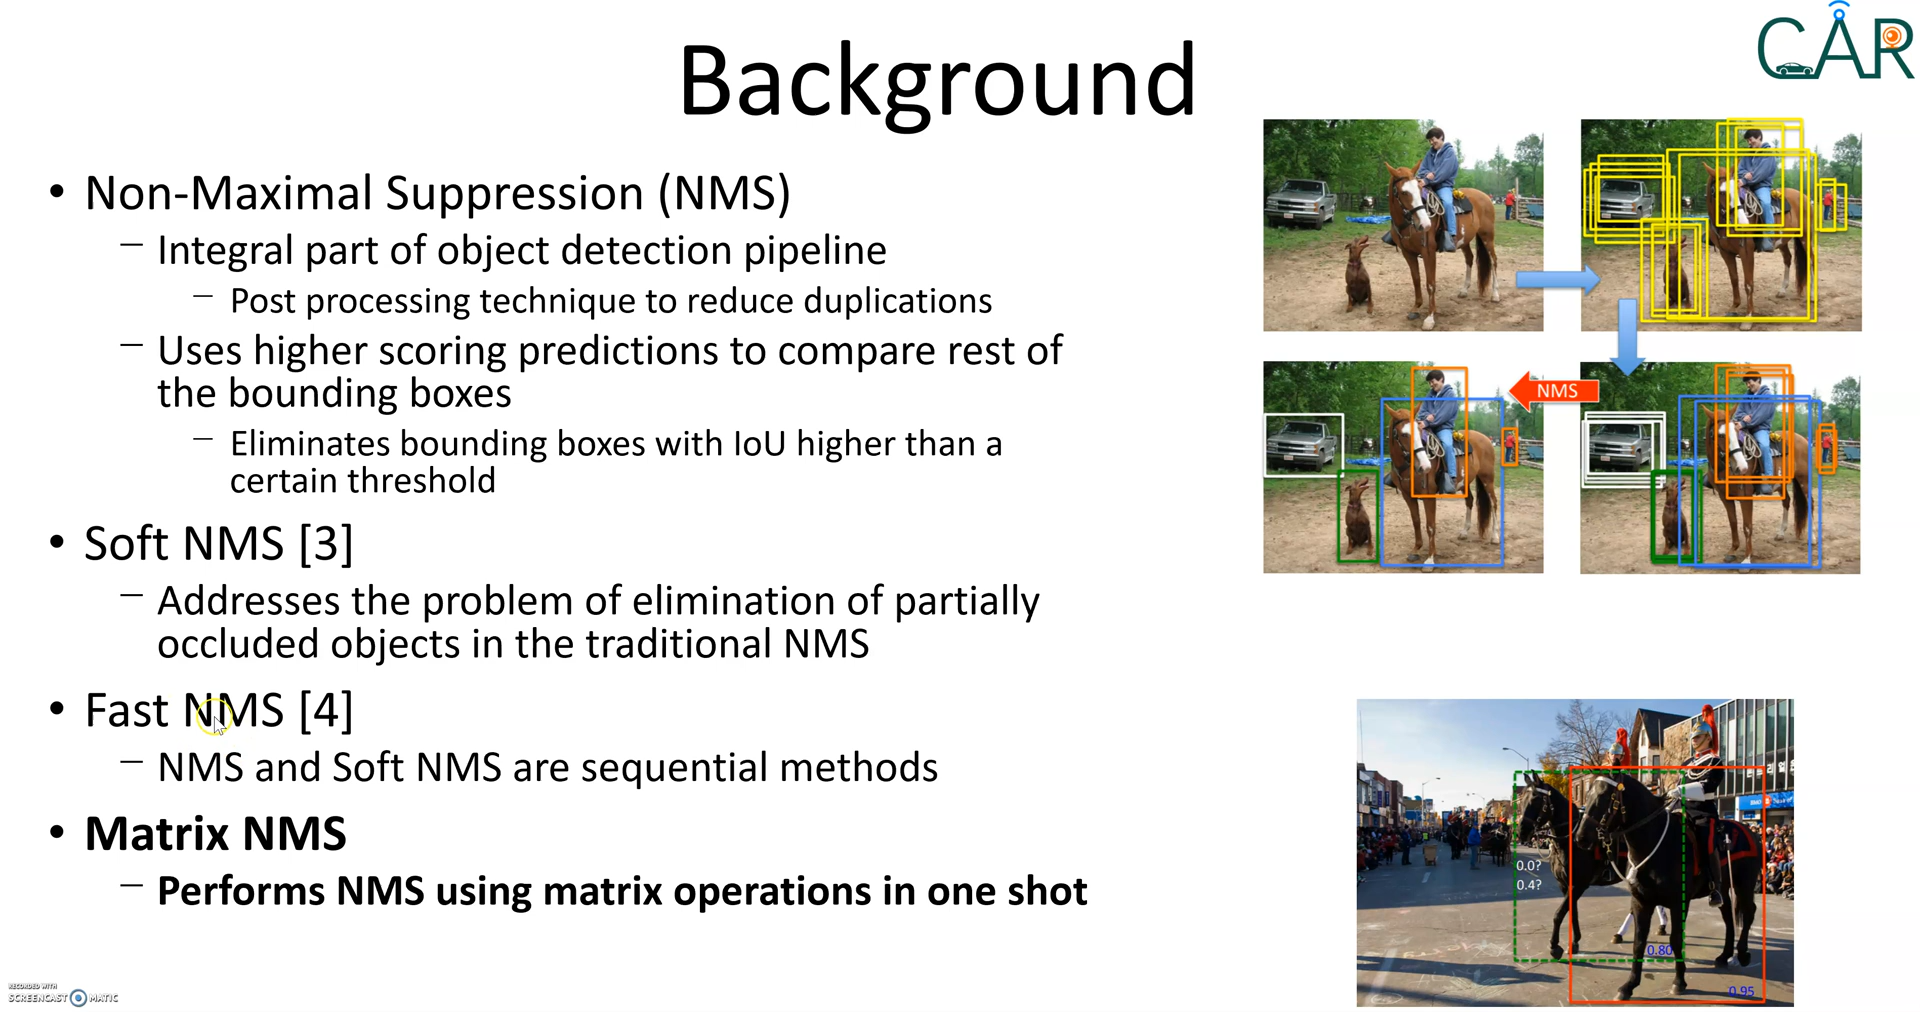 Background
CAR
• Non-Maximal Suppression (NMS)
– Integral part of object detection pipeline
– Post processing technique to reduce duplications
– Uses higher scoring predictions to compare rest of
the bounding boxes
– Eliminates bounding boxes with IoU higher than a
certain threshold
• Soft NMS [3]
– Addresses the problem of elimination of partially
occluded objects in the traditional NMS
• Fast NMS [4]
– NMS and Soft NMS are sequential methods
• Matrix NMS
– Performs NMS using matrix operations in one shot
NMS
0.0?
0.4?
0.80
0.95
RECORDED WITH
SCREENCAST MATIC